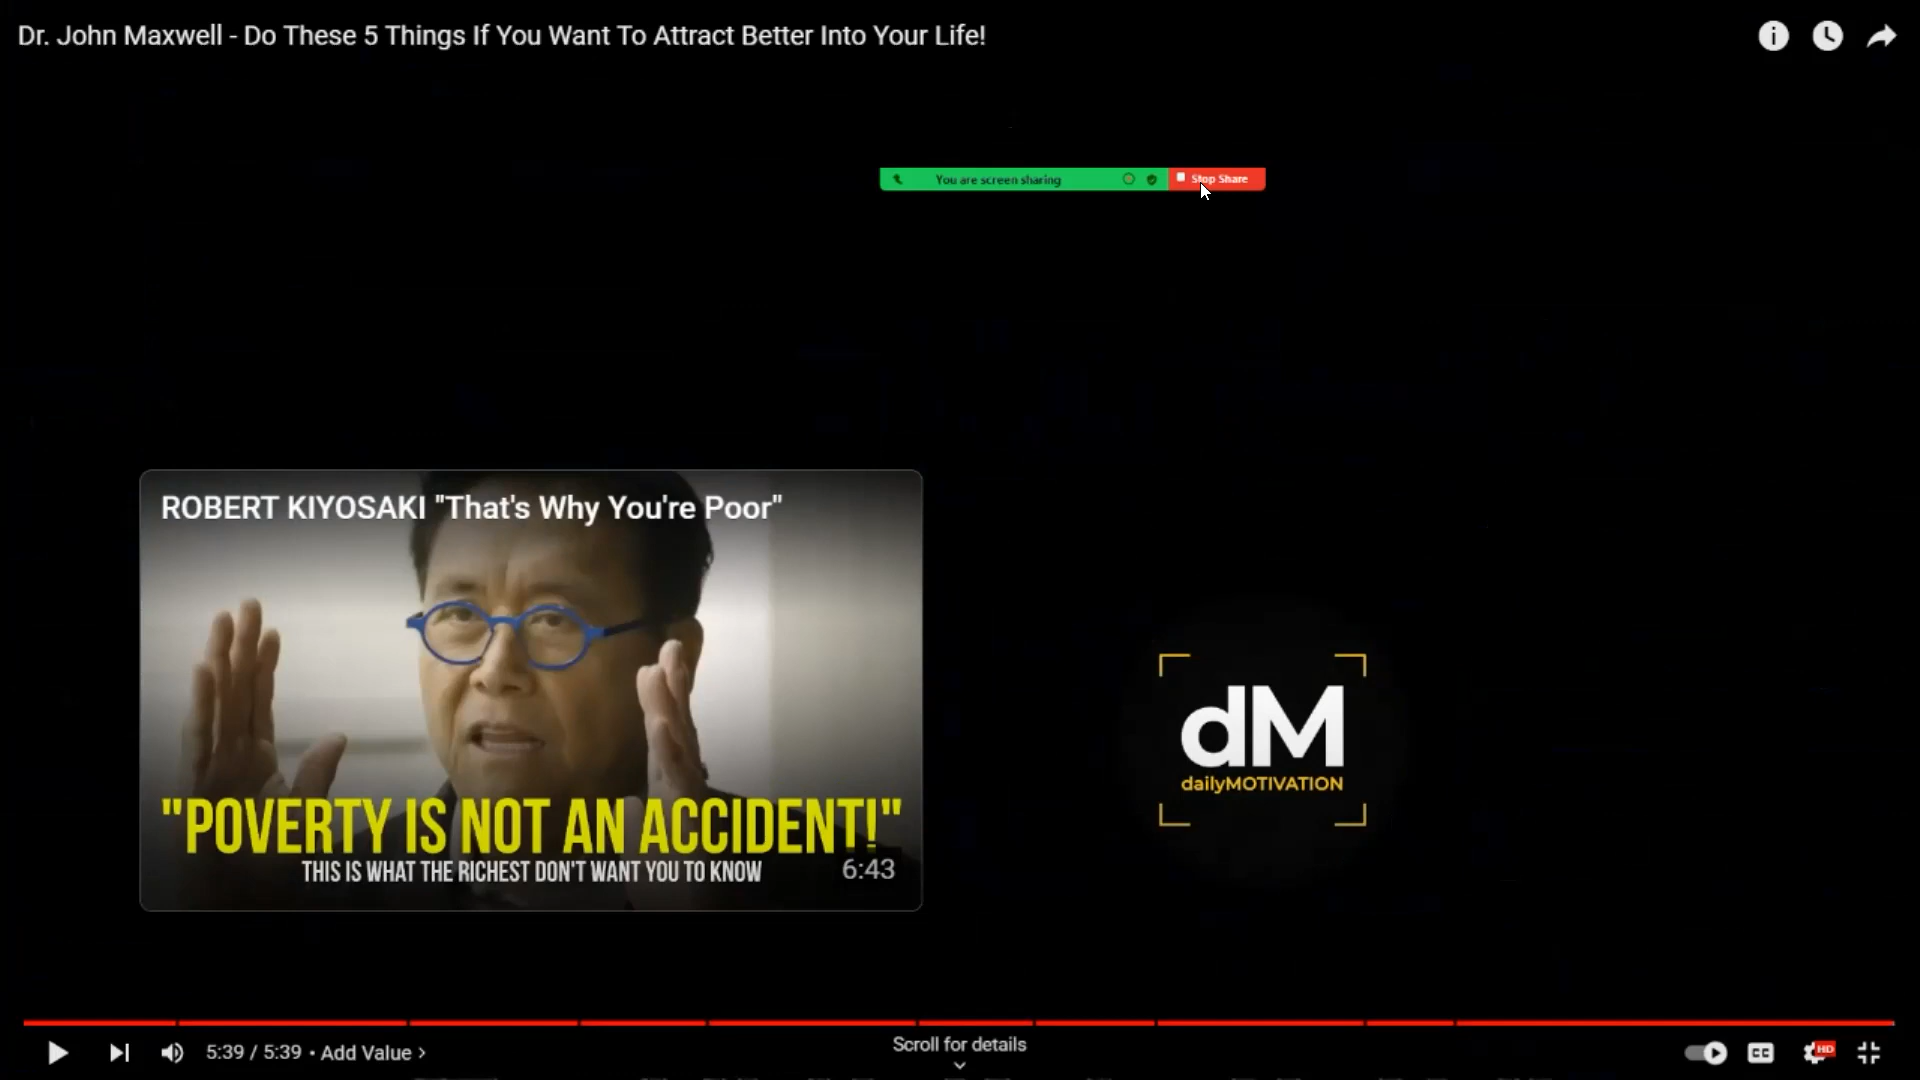 Dr. John Maxwell - Do These 5 Things If You Want To Attract Better Into Your Life!
You are screen sharing
Stop Share
ROBERT KIYOSAKI "That's Why You're Poor"
"POVERTY IS NOT AN ACCIDENT!"
THIS IS WHAT THE RICHEST DON'T WANT YOU TO KNOW
6:43
dM
dailyMOTIVATION
5:39 / 5:39 • Add Value >
Scroll for details
CC
HD